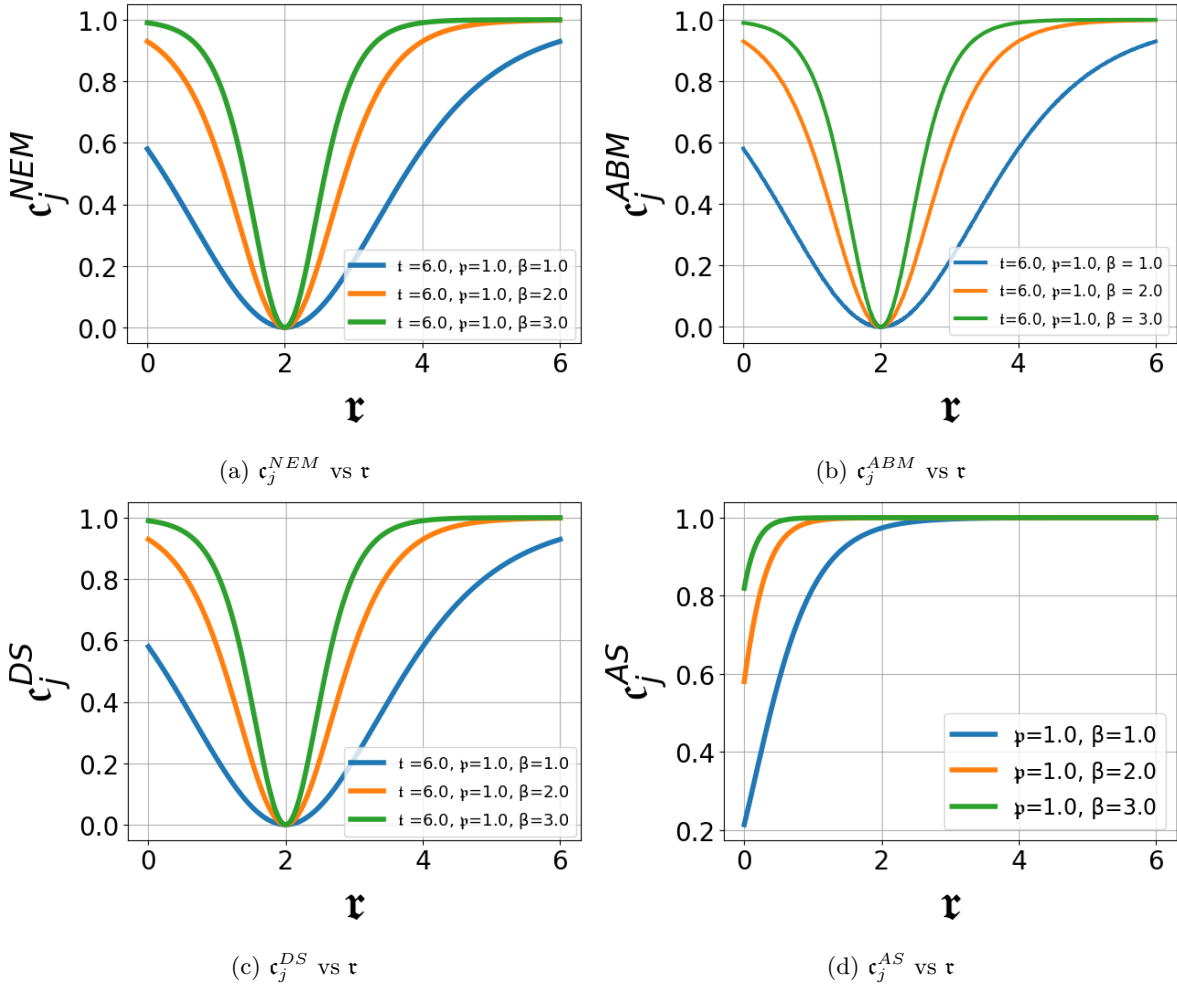 1.0
0.8
0.6
0.4
0.2
0.0
𝔠_j^{NEM}
𝔱 =6.0, 𝔭=1.0, β=1.0
𝔱 =6.0, 𝔭=1.0, β=2.0
𝔱 =6.0, 𝔭=1.0, β=3.0
0 2 4 6
𝔯
(a) 𝔠_j^{NEM} vs 𝔯
1.0
0.8
0.6
0.4
0.2
0.0
𝔠_j^{ABM}
𝔱=6.0, 𝔭=1.0, β = 1.0
𝔱=6.0, 𝔭=1.0, β = 2.0
𝔱=6.0, 𝔭=1.0, β = 3.0
0 2 4 6
𝔯
(b) 𝔠_j^{ABM} vs 𝔯
1.0
0.8
0.6
0.4
0.2
0.0
𝔠_j^{DS}
𝔱 =6.0, 𝔭=1.0, β=1.0
𝔱 =6.0, 𝔭=1.0, β=2.0
𝔱 =6.0, 𝔭=1.0, β=3.0
0 2 4 6
𝔯
(c) 𝔠_j^{DS} vs 𝔯
1.0
0.8
0.6
0.4
0.2
𝔠_j^{AS}
𝔭=1.0, β=1.0
𝔭=1.0, β=2.0
𝔭=1.0, β=3.0
0 2 4 6
𝔯
(d) 𝔠_j^{AS} vs 𝔯